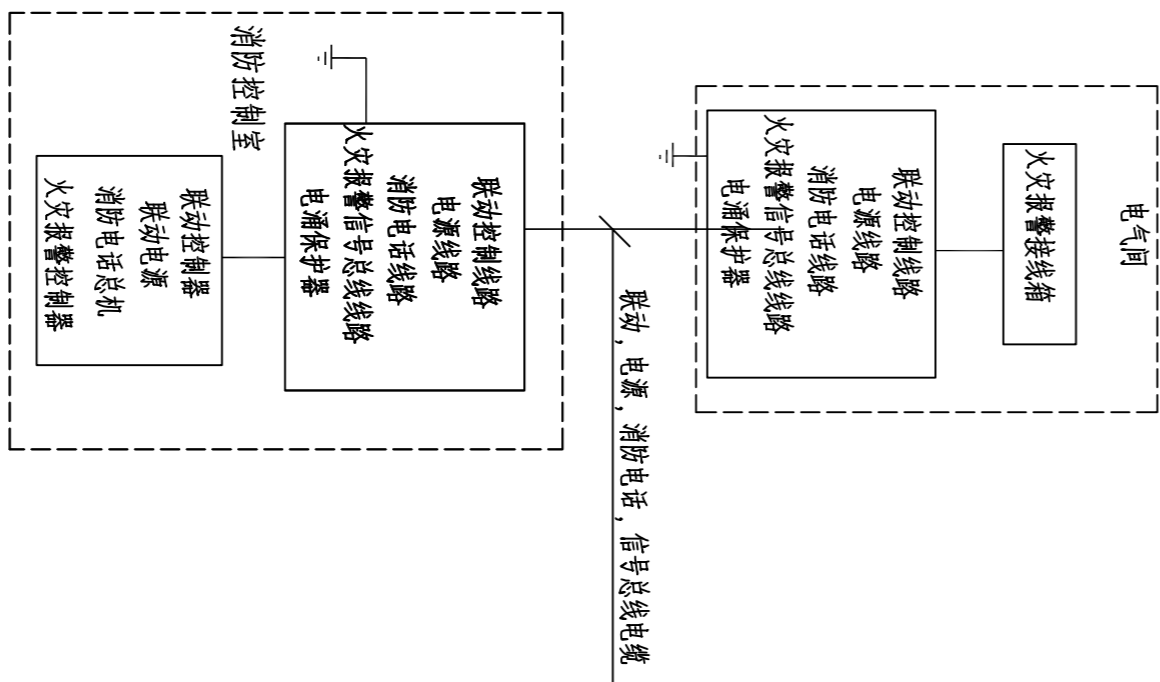 电气间
火灾报警接线箱
联动控制线路
电源线路
消防电话线路
火灾报警信号总线线路
电涌保护器
联动，电源，消防电话，信号总线电缆
联动控制线路
电源线路
消防电话线路
火灾报警信号总线线路
电涌保护器
消防控制室
联动控制器
联动电源
消防电话总机
火灾报警控制器